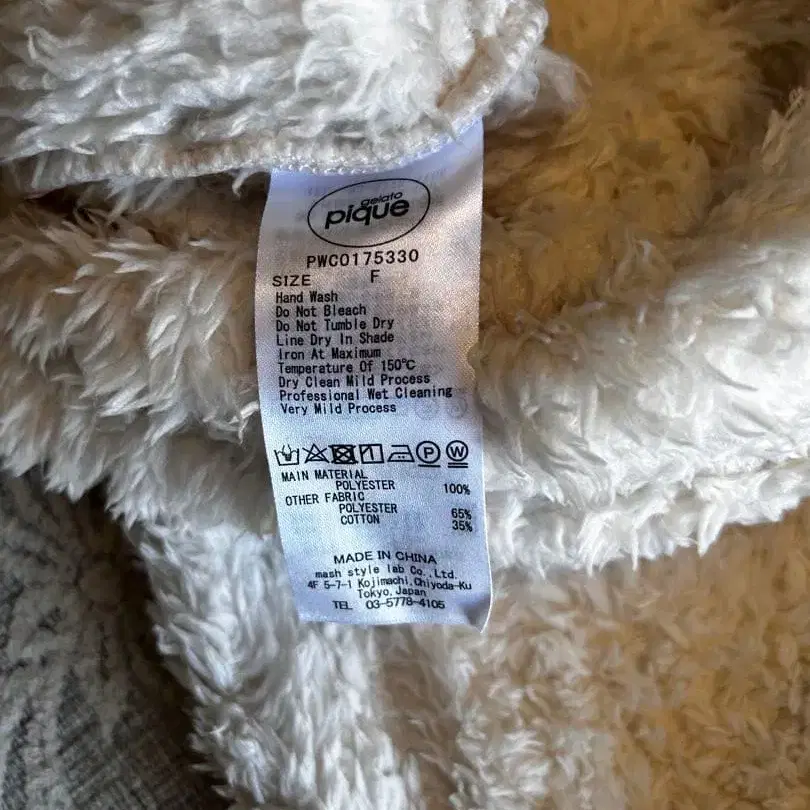 gelato
pique
PWC0175330
SIZE F
Hand Wash
Do Not Bleach
Do Not Tumble Dry
Line Dry In Shade
Iron At Maximum
Temperature Of 150℃
Dry Clean Mild Process
Professional Wet Cleaning
Very Mild Process
P W
MAIN MATERIAL
POLYESTER 100%
OTHER FABRIC
POLYESTER 65%
COTTON 35%
MADE IN CHINA
mash style lab Co.,Ltd.
4F 5-7-1 Kojimachi,Chiyoda-Ku
Tokyo,Japan
TEL 03-5778-4105